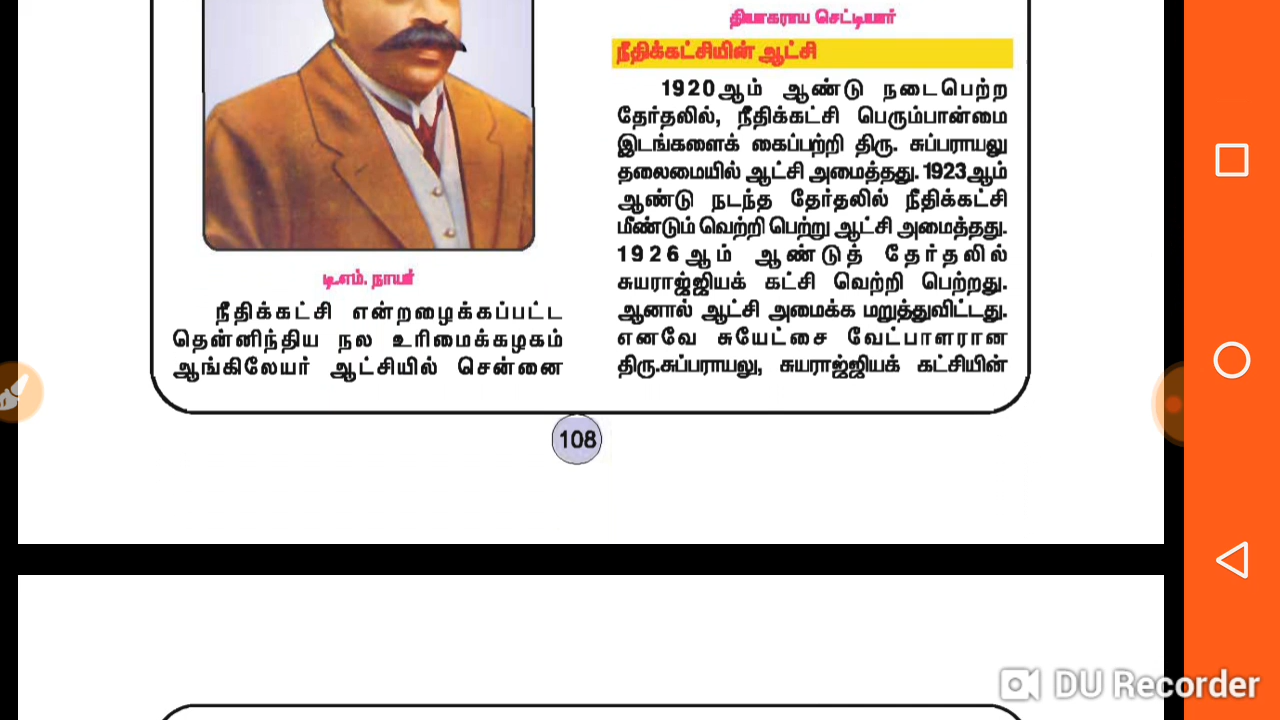 டி.எம். நாயர்
நீதிக்கட்சி என்றழைக்கப்பட்ட
தென்னிந்திய நல உரிமைக்கழகம்
ஆங்கிலேயர் ஆட்சியில் சென்னை
தியாகராய செட்டியார்
நீதிக்கட்சியின் ஆட்சி
1920ஆம் ஆண்டு நடைபெற்ற
தேர்தலில், நீதிக்கட்சி பெரும்பான்மை
இடங்களைக் கைப்பற்றி திரு. சுப்பராயலு
தலைமையில் ஆட்சி அமைத்தது. 1923ஆம்
ஆண்டு நடந்த தேர்தலில் நீதிக்கட்சி
மீண்டும் வெற்றி பெற்று ஆட்சி அமைத்தது.
1926ஆம் ஆண்டுத் தேர்தலில்
சுயராஜ்ஜியக் கட்சி வெற்றி பெற்றது.
ஆனால் ஆட்சி அமைக்க மறுத்துவிட்டது.
எனவே சுயேட்சை வேட்பாளரான
திரு.சுப்பராயலு, சுயராஜ்ஜியக் கட்சியின்
108
DU Recorder